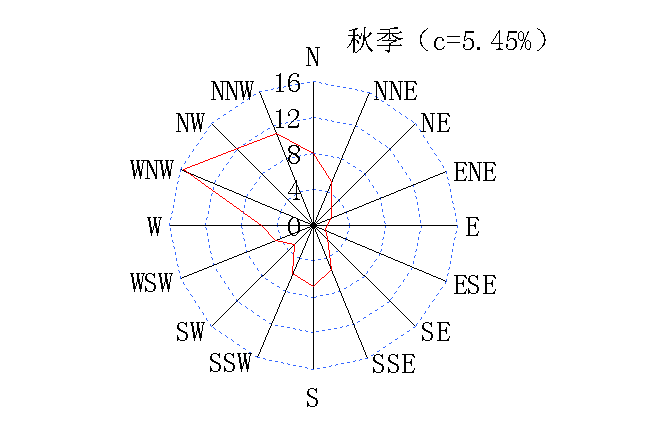 秋季（c=5.45%）
N
NNW
16
NNE
NW
12
NE
WNW
8
ENE
4
W
0
E
WSW
ESE
SW
SE
SSW
SSE
S